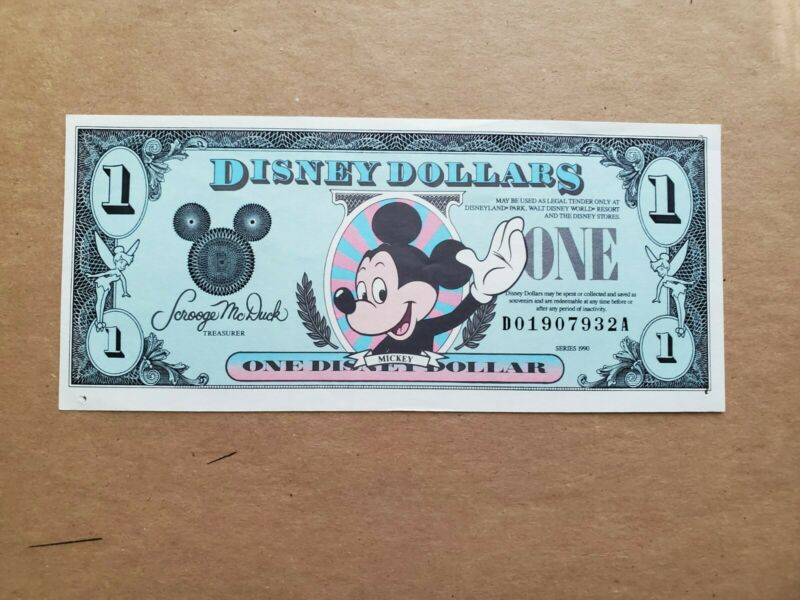 DISNEY DOLLARS
1
1
MAY BE USED AS LEGAL TENDER ONLY AT
DISNEYLAND® PARK, WALT DISNEY WORLD® RESORT
AND THE DISNEY STORES.
ONE
Disney Dollars may be spent or collected and saved as
souvenirs and are redeemable at any time before or
after any period of inactivity.
D01907932A
SERIES 1990
Scrooge McDuck
TREASURER
1
1
MICKEY
ONE DISNEY DOLLAR